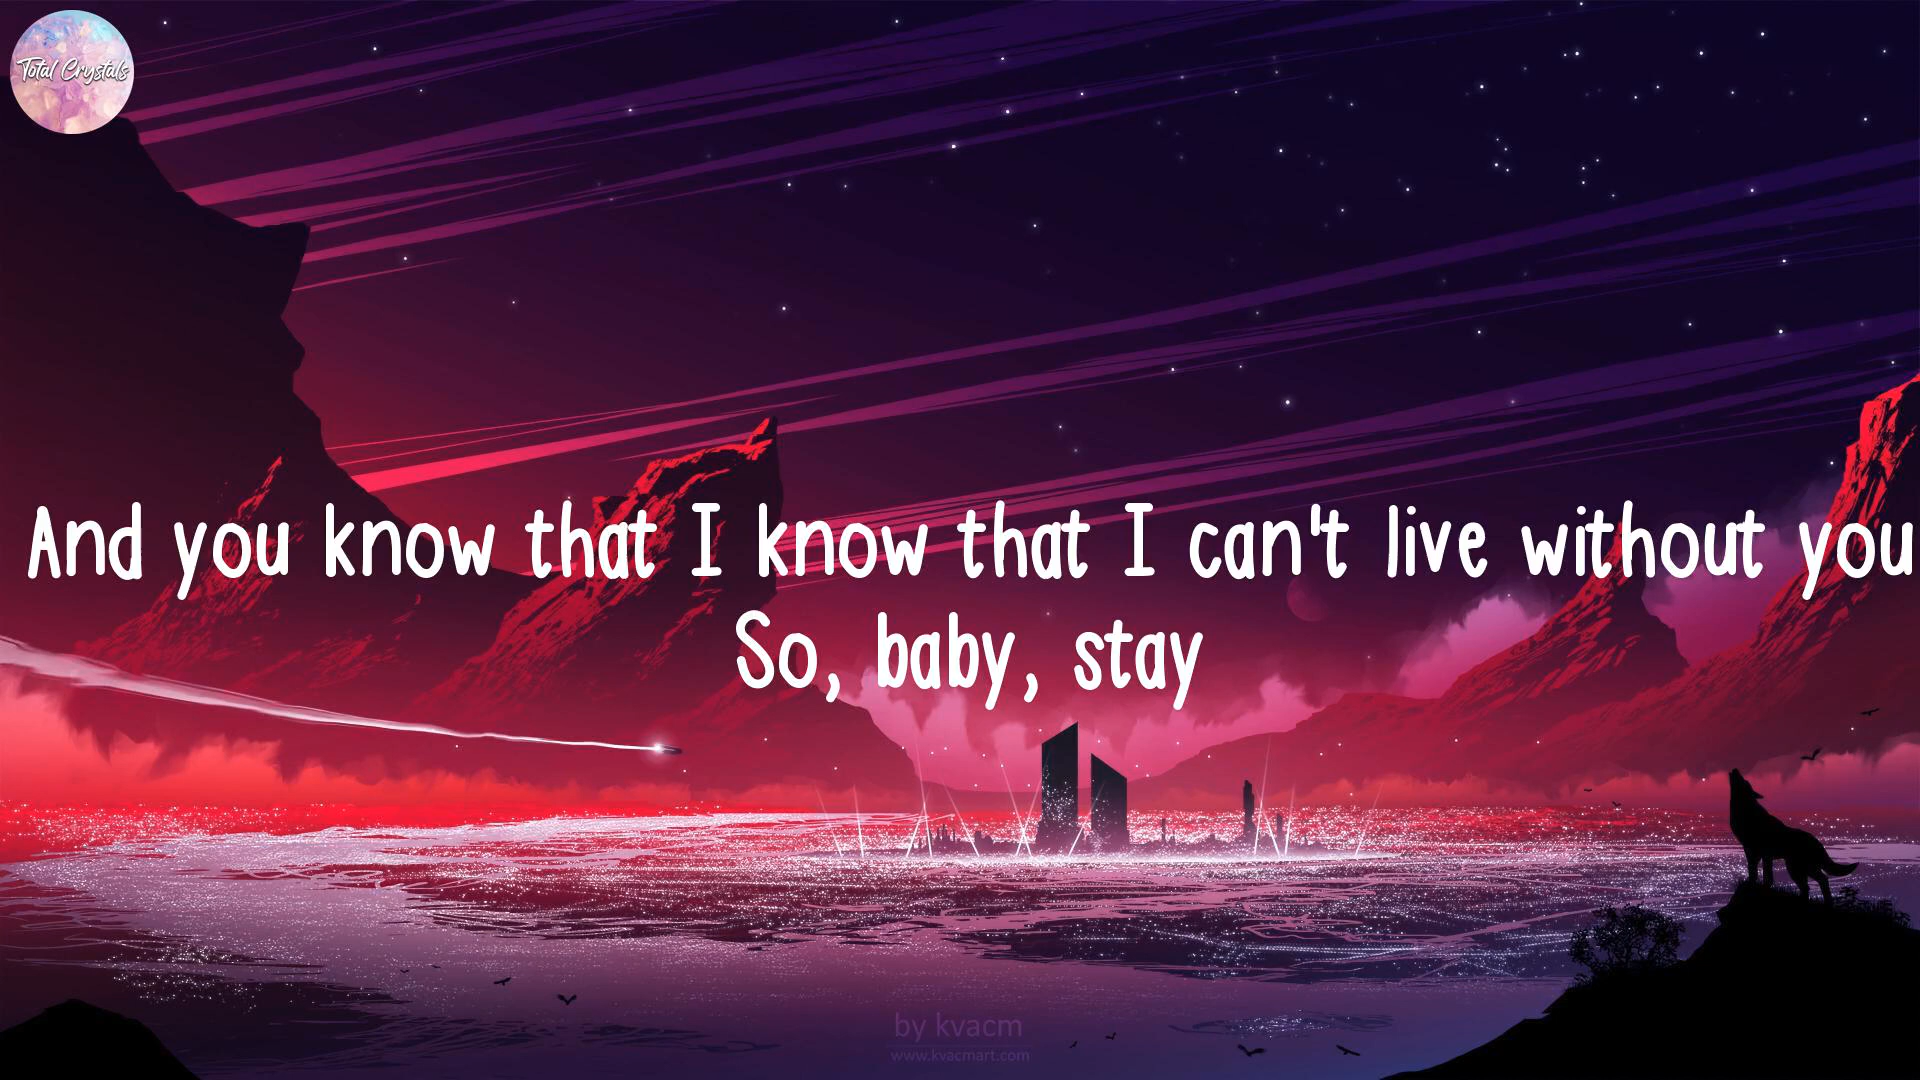 Total Crystals
And you know that I know that I can't live without you
So, baby, stay
by kvacm
www.kvacmart.com